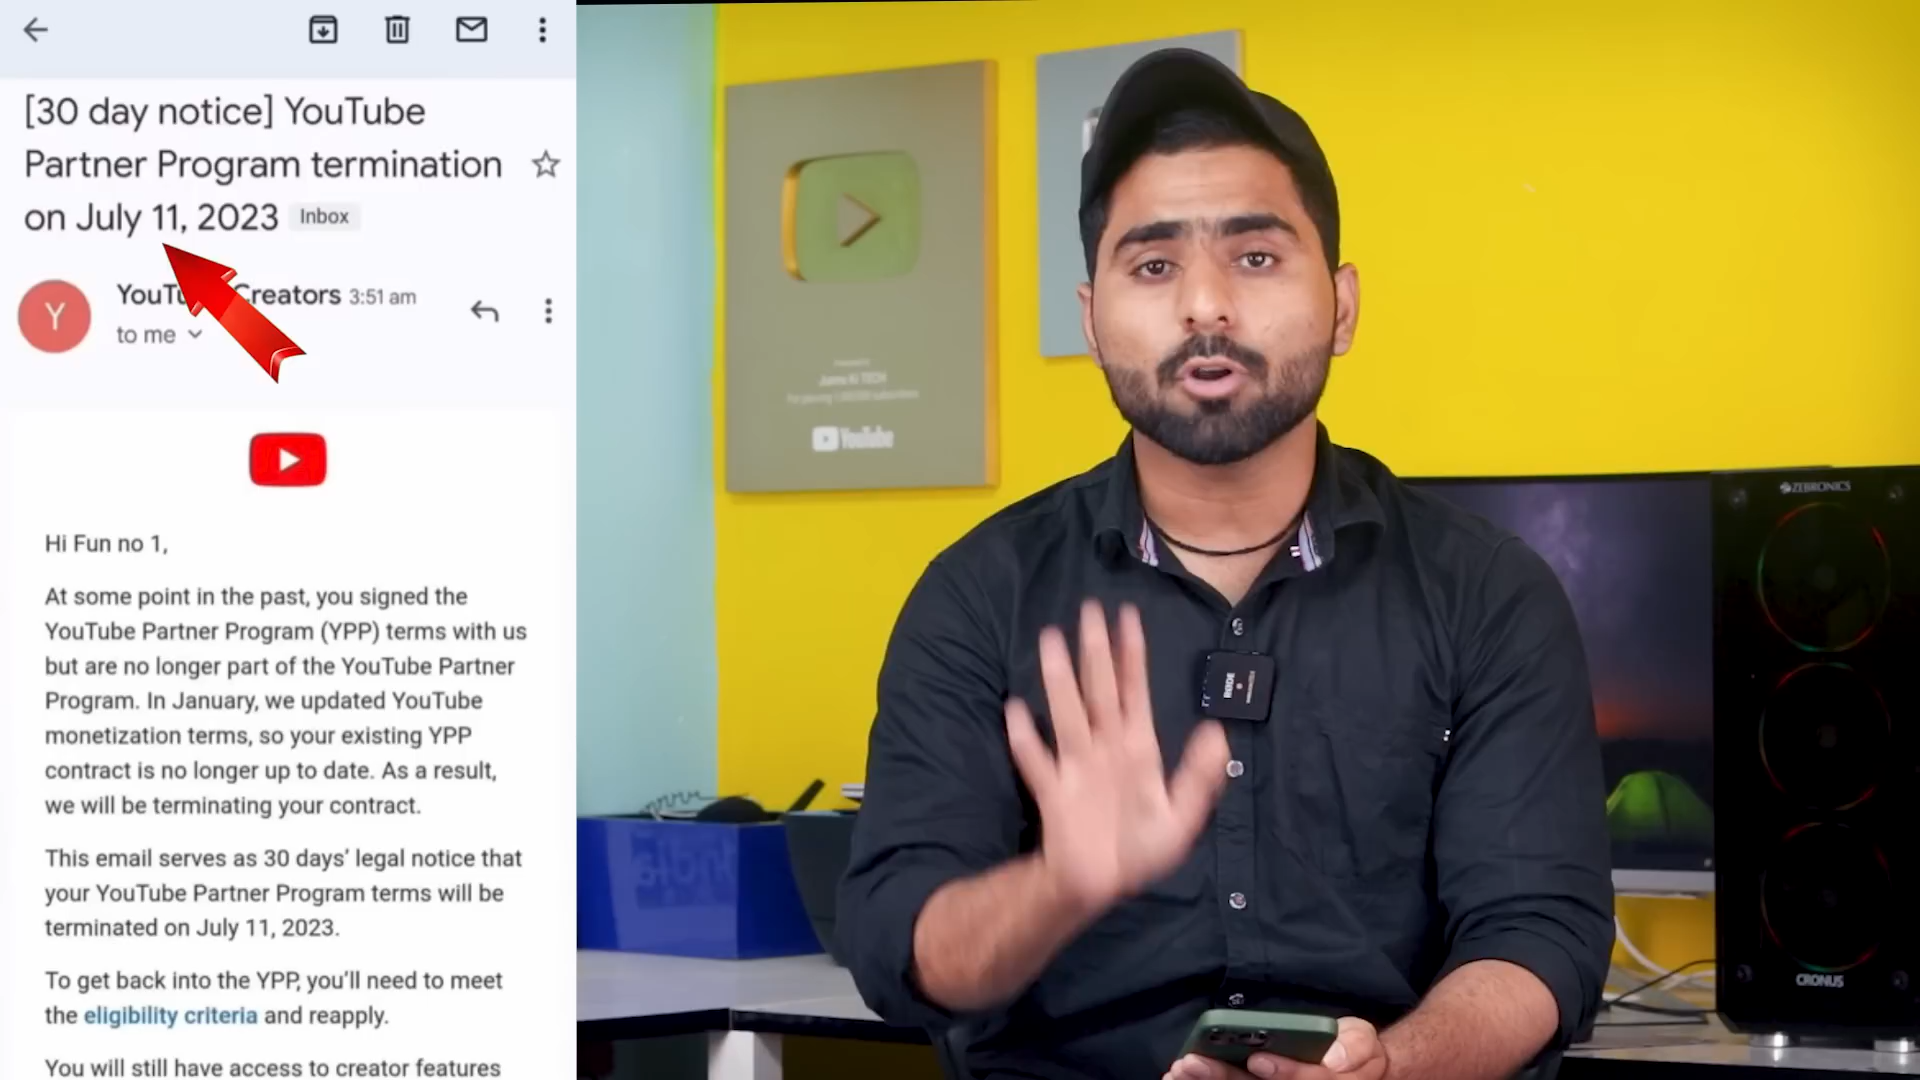 [30 day notice] YouTube
Partner Program termination
on July 11, 2023 Inbox
Creators 3:51 am
to me
Y
Hi Fun no 1,
At some point in the past, you signed the
YouTube Partner Program (YPP) terms with us
but are no longer part of the YouTube Partner
Program. In January, we updated YouTube
monetization terms, so your existing YPP
contract is no longer up to date. As a result,
we will be terminating your contract.
This email serves as 30 days’ legal notice that
your YouTube Partner Program terms will be
terminated on July 11, 2023.
To get back into the YPP, you’ll need to meet
the eligibility criteria and reapply.
You will still have access to creator features
YouTube
RØDE
ZEBRONICS
CRONUS